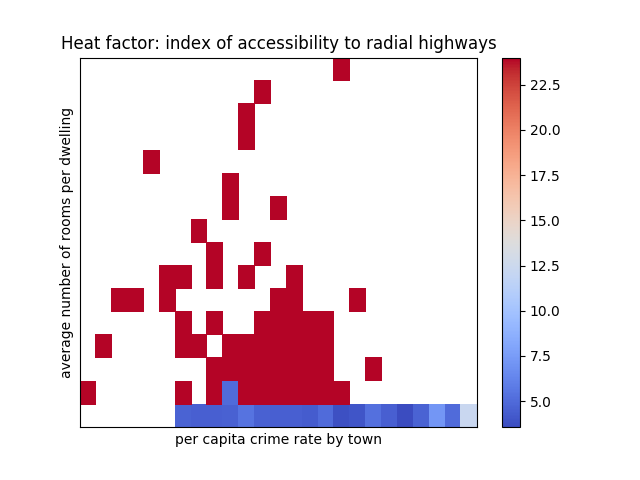 Heat factor: index of accessibility to radial highways
average number of rooms per dwelling
per capita crime rate by town
22.5
20.0
17.5
15.0
12.5
10.0
7.5
5.0